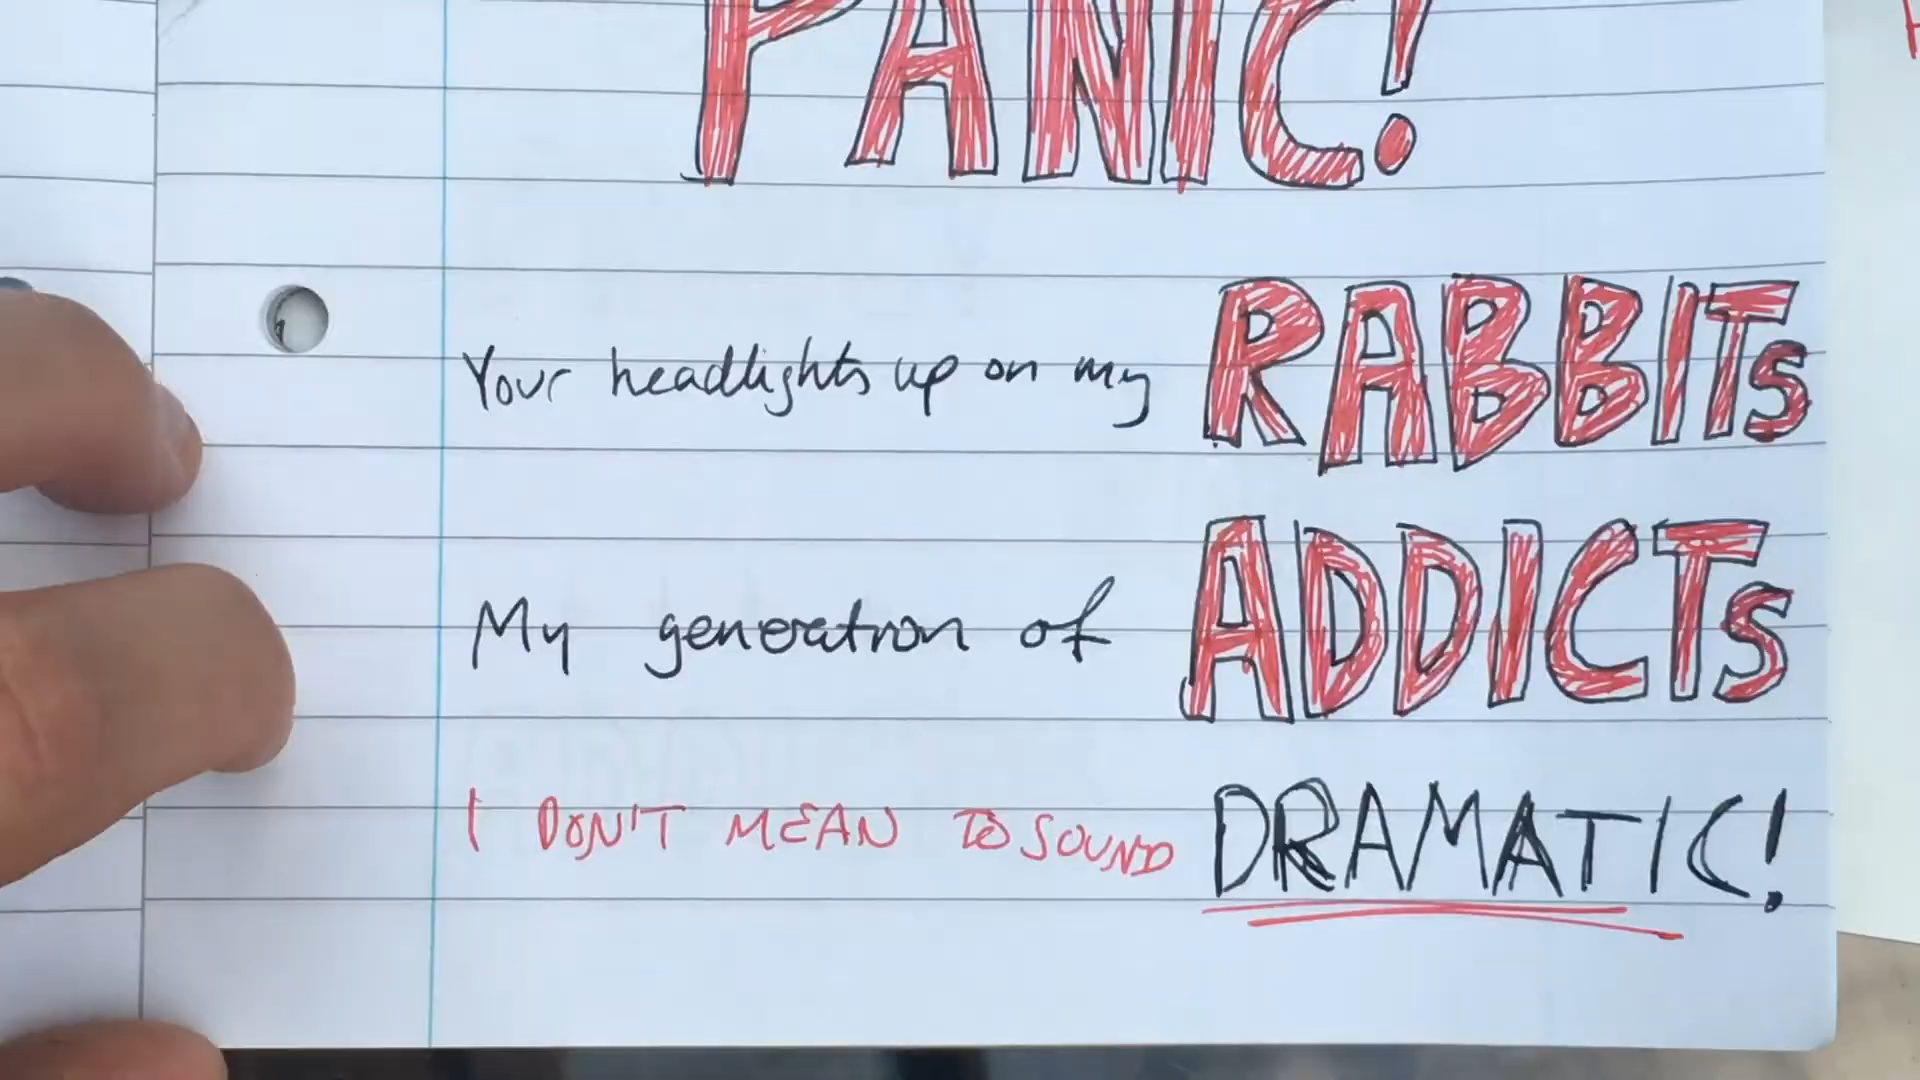 PANIC!
Your headlights up on my RABBITs
My generation of ADDICTs
I DON'T MEAN TO SOUND DRAMATIC!